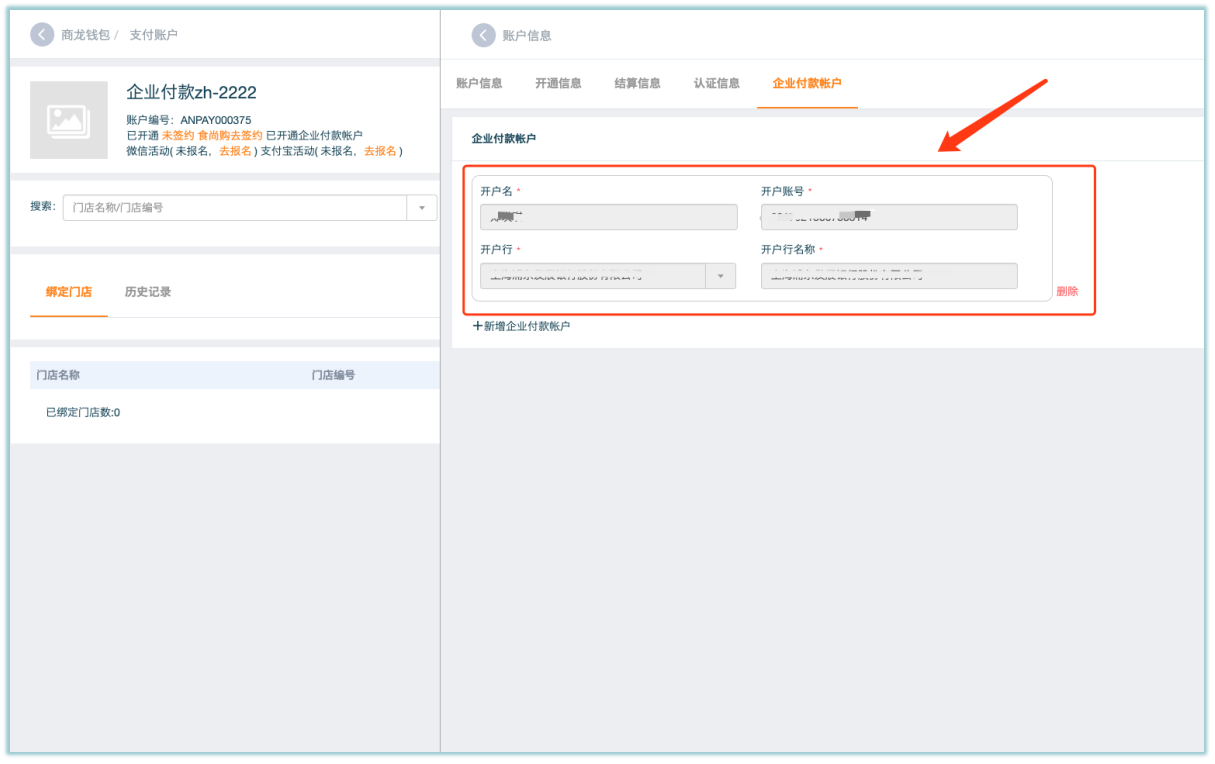 商龙钱包 / 支付账户
企业付款zh-2222
账户编号：ANPAY000375
已开通 未签约 食尚购去签约 已开通企业付款帐户
微信活动( 未报名，去报名 ) 支付宝活动( 未报名，去报名 )
搜索： 门店名称/门店编号
绑定门店 历史记录
门店名称 门店编号
已绑定门店数:0
账户信息
账户信息 开通信息 结算信息 认证信息 企业付款帐户
企业付款帐户
开户名 * 开户账号 *
开户行 * 开户行名称 *
删除
+新增企业付款帐户